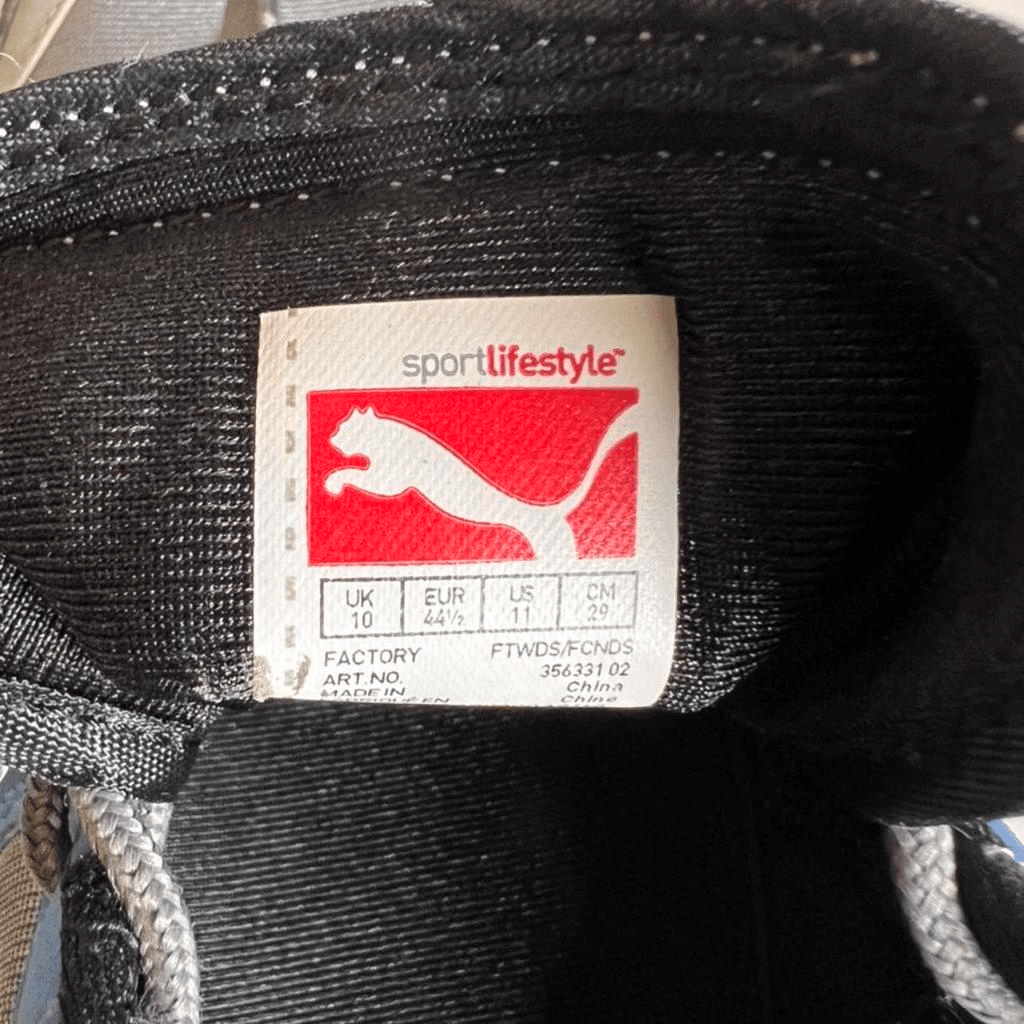 sportlifestyle™
UK EUR US CM
10 44½ 11 29
FACTORY FTWDS/FCNDS
ART.NO. 356331 02
MADE IN China